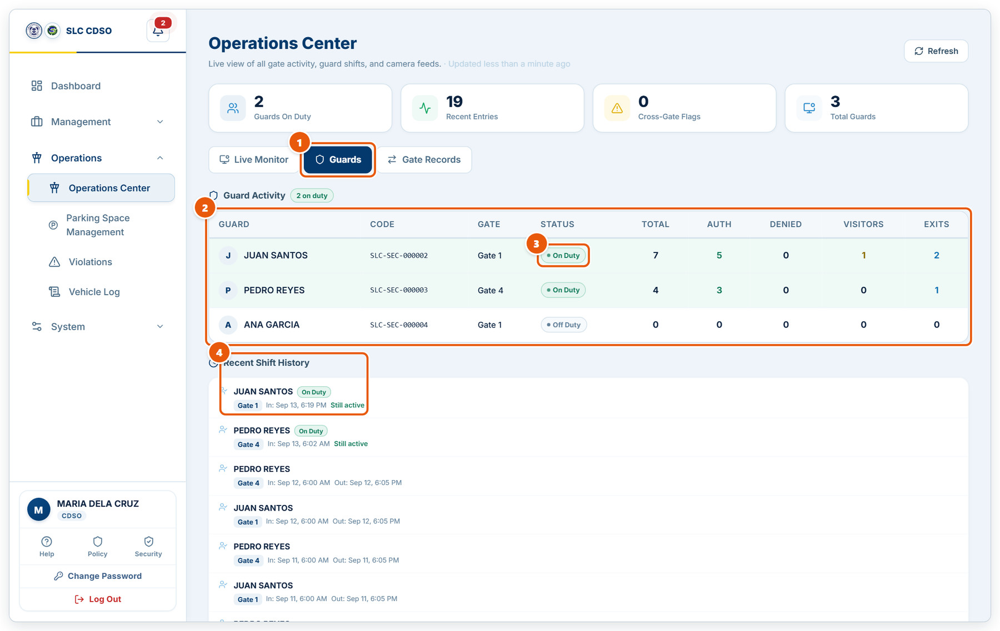 SLC CDSO
2
Dashboard
Management
Operations
Operations Center
Parking Space
Management
Violations
Vehicle Log
System
M
MARIA DELA CRUZ
CDSO
Help
Policy
Security
Change Password
Log Out
Operations Center
Live view of all gate activity, guard shifts, and camera feeds. · Updated less than a minute ago
Refresh
2
Guards On Duty
19
Recent Entries
0
Cross-Gate Flags
3
Total Guards
1
Live Monitor
Guards
Gate Records
Guard Activity 2 on duty
2
GUARD CODE GATE STATUS TOTAL AUTH DENIED VISITORS EXITS
3
J JUAN SANTOS SLC-SEC-000002 Gate 1 On Duty 7 5 0 1 2
P PEDRO REYES SLC-SEC-000003 Gate 4 On Duty 4 3 0 0 1
A ANA GARCIA SLC-SEC-000004 Gate 1 Off Duty 0 0 0 0 0
4
Recent Shift History
JUAN SANTOS On Duty
Gate 1 In: Sep 13, 6:19 PM Still active
PEDRO REYES On Duty
Gate 4 In: Sep 13, 6:02 AM Still active
PEDRO REYES
Gate 4 In: Sep 12, 6:00 AM Out: Sep 12, 6:05 PM
JUAN SANTOS
Gate 1 In: Sep 12, 6:00 AM Out: Sep 12, 6:05 PM
PEDRO REYES
Gate 4 In: Sep 11, 6:00 AM Out: Sep 11, 6:05 PM
JUAN SANTOS
Gate 1 In: Sep 11, 6:00 AM Out: Sep 11, 6:05 PM